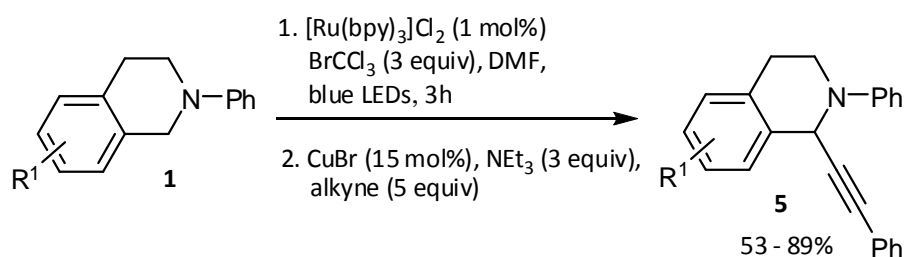 1. [Ru(bpy)₃]Cl₂ (1 mol%)
BrCCl₃ (3 equiv), DMF,
blue LEDs, 3h
2. CuBr (15 mol%), NEt₃ (3 equiv),
alkyne (5 equiv)
N
Ph
R¹
1
N
Ph
R¹
5
Ph
53 - 89%